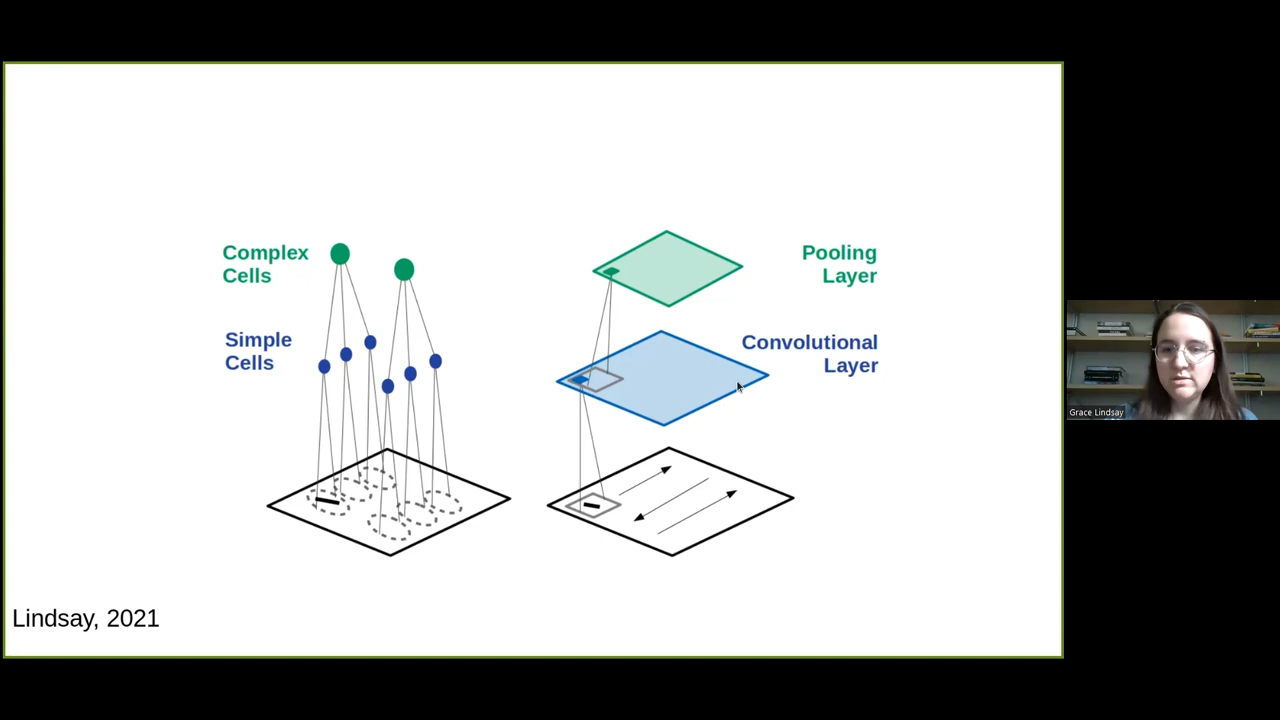 Complex
Cells
Pooling
Layer
Simple
Cells
Convolutional
Layer
Lindsay, 2021
Grace Lindsay